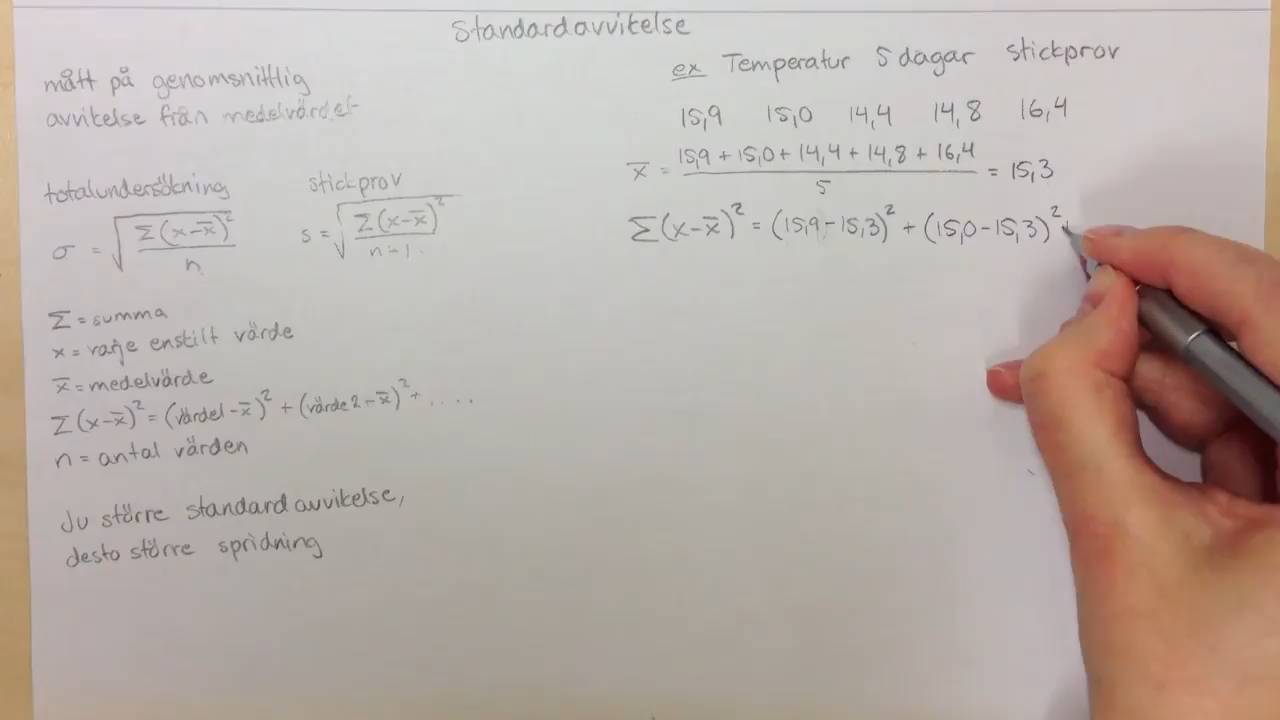 Standardavvikelse
mått på genomsnittlig
avvikelse från medelvärdet
totalundersökning
σ = √(Σ(x-x̄)²/n)
stickprov
s = √(Σ(x-x̄)²/n-1)
Σ = summa
x = varje enskilt värde
x̄ = medelvärde
Σ(x-x̄)² = (värde1-x̄)² + (värde2-x̄)² + ....
n = antal värden
Ju större standardavvikelse,
desto större spridning
ex Temperatur 5 dagar stickprov
15,9 15,0 14,4 14,8 16,4
x̄ = (15,9 + 15,0 + 14,4 + 14,8 + 16,4)/5 = 15,3
Σ(x-x̄)² = (15,9-15,3)² + (15,0-15,3)² +